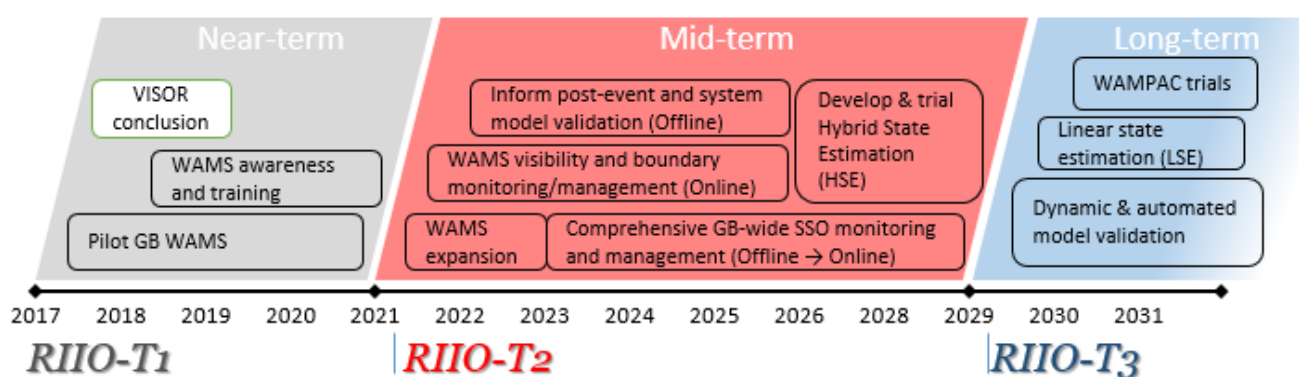 Near-term
Mid-term
Long-term
VISOR
conclusion
WAMS awareness
and training
Pilot GB WAMS
Inform post-event and system
model validation (Offline)
WAMS visibility and boundary
monitoring/management (Online)
WAMS
expansion
Comprehensive GB-wide SSO monitoring
and management (Offline → Online)
Develop & trial
Hybrid State
Estimation
(HSE)
WAMPAC trials
Linear state
estimation (LSE)
Dynamic & automated
model validation
2017 2018 2019 2020 2021 2022 2023 2024 2025 2026 2028 2029 2030 2031
RIIO-T1 RIIO-T2 RIIO-T3